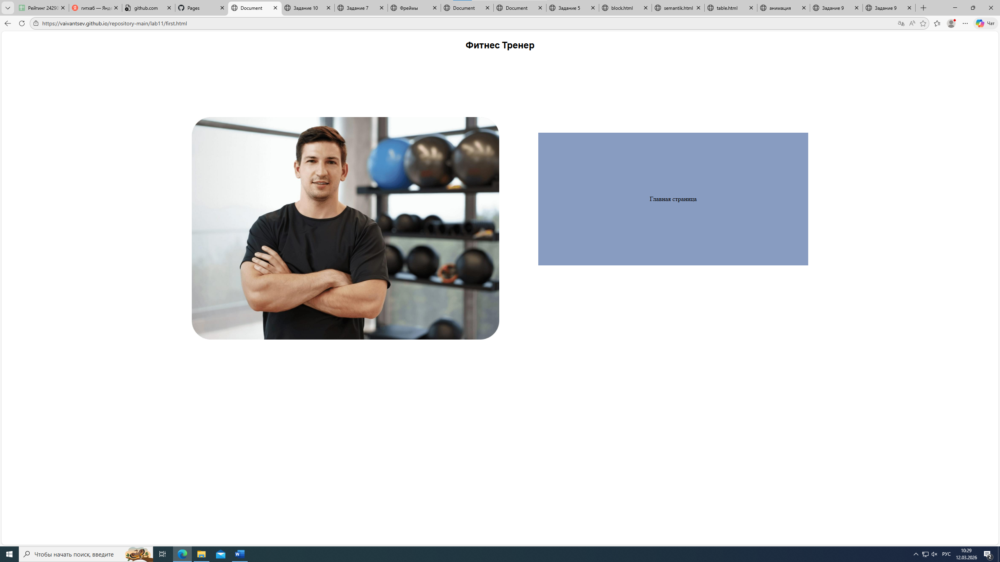 Рейтинг 24290
гитхаб — Янде
github.com
Pages
Document
Задание 10
Задание 7
Фреймы
Document
Document
Задание 5
block.html
semantik.html
table.html
анимация
Задание 9
Задание 9
https://vaivantsev.github.io/repository-main/lab11/first.html
Чат
Фитнес Тренер
Главная страница
Чтобы начать поиск, введите
РУС
10:29
12.03.2026
2